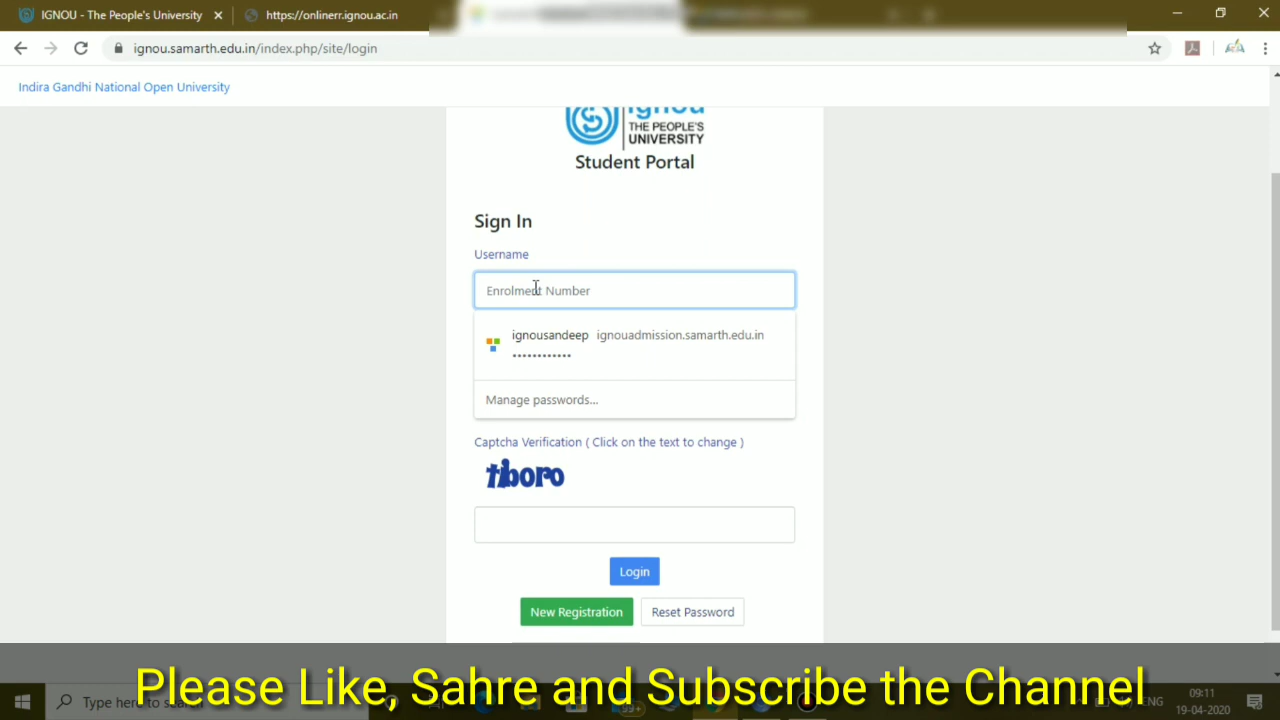 IGNOU - The People's University
https://onlinerr.ignou.ac.in
ignou.samarth.edu.in/index.php/site/login
Indira Gandhi National Open University
ignou
THE PEOPLE'S
UNIVERSITY
Student Portal
Sign In
Username
Enrolment Number
ignousandeep ignouadmission.samarth.edu.in
••••••••••••
Manage passwords...
Captcha Verification ( Click on the text to change )
tiboro
Login
New Registration Reset Password
Please Like, Sahre and Subscribe the Channel
Type here to search
99+
ENG
09:11
19-04-2020